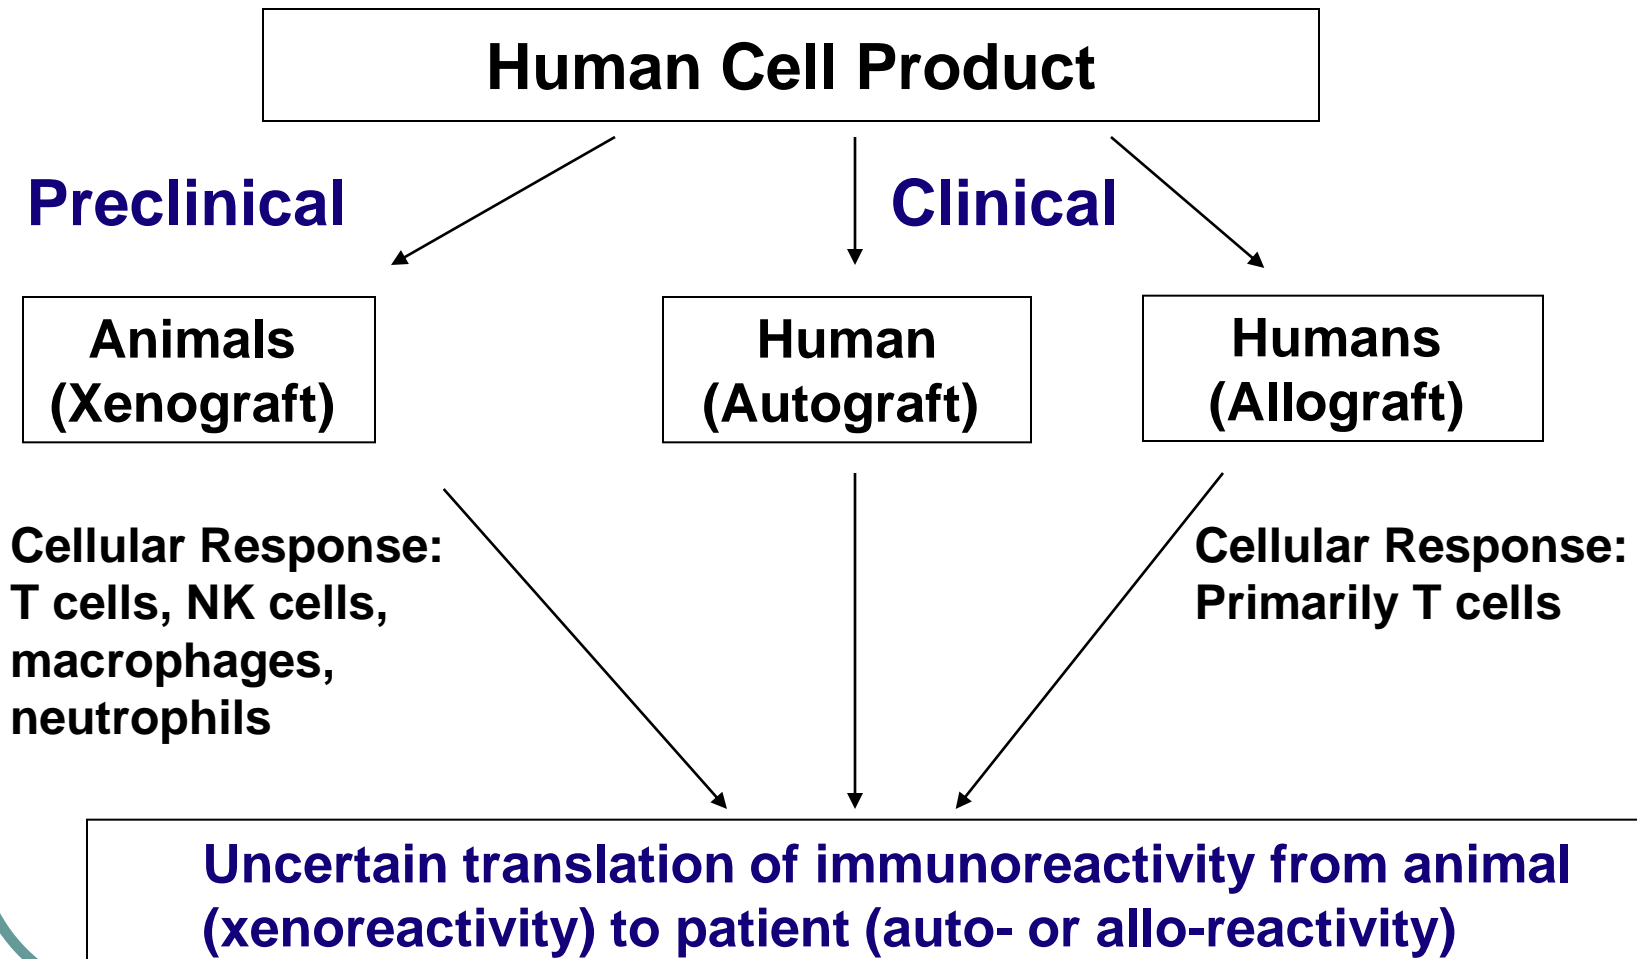 Human Cell Product
Preclinical
Clinical
Animals
(Xenograft)
Human
(Autograft)
Humans
(Allograft)
Cellular Response:
T cells, NK cells,
macrophages,
neutrophils
Cellular Response:
Primarily T cells
Uncertain translation of immunoreactivity from animal
(xenoreactivity) to patient (auto- or allo-reactivity)